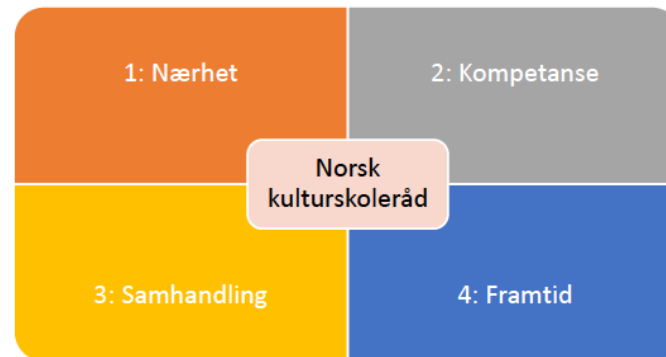 1: Nærhet
2: Kompetanse
Norsk
kulturskoleråd
3: Samhandling
4: Framtid